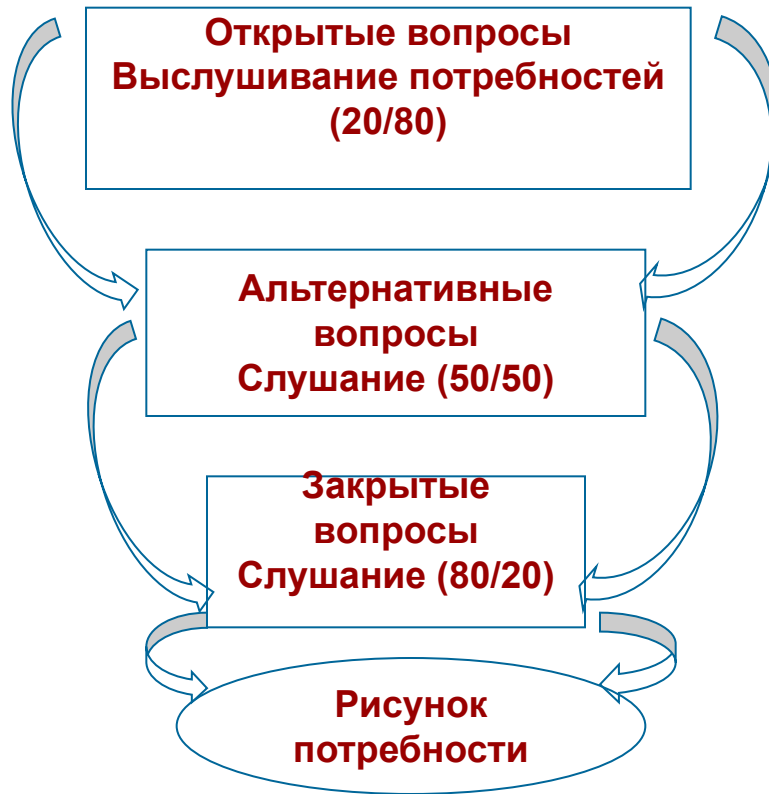 Открытые вопросы
Выслушивание потребностей
(20/80)
Альтернативные
вопросы
Слушание (50/50)
Закрытые
вопросы
Слушание (80/20)
Рисунок
потребности